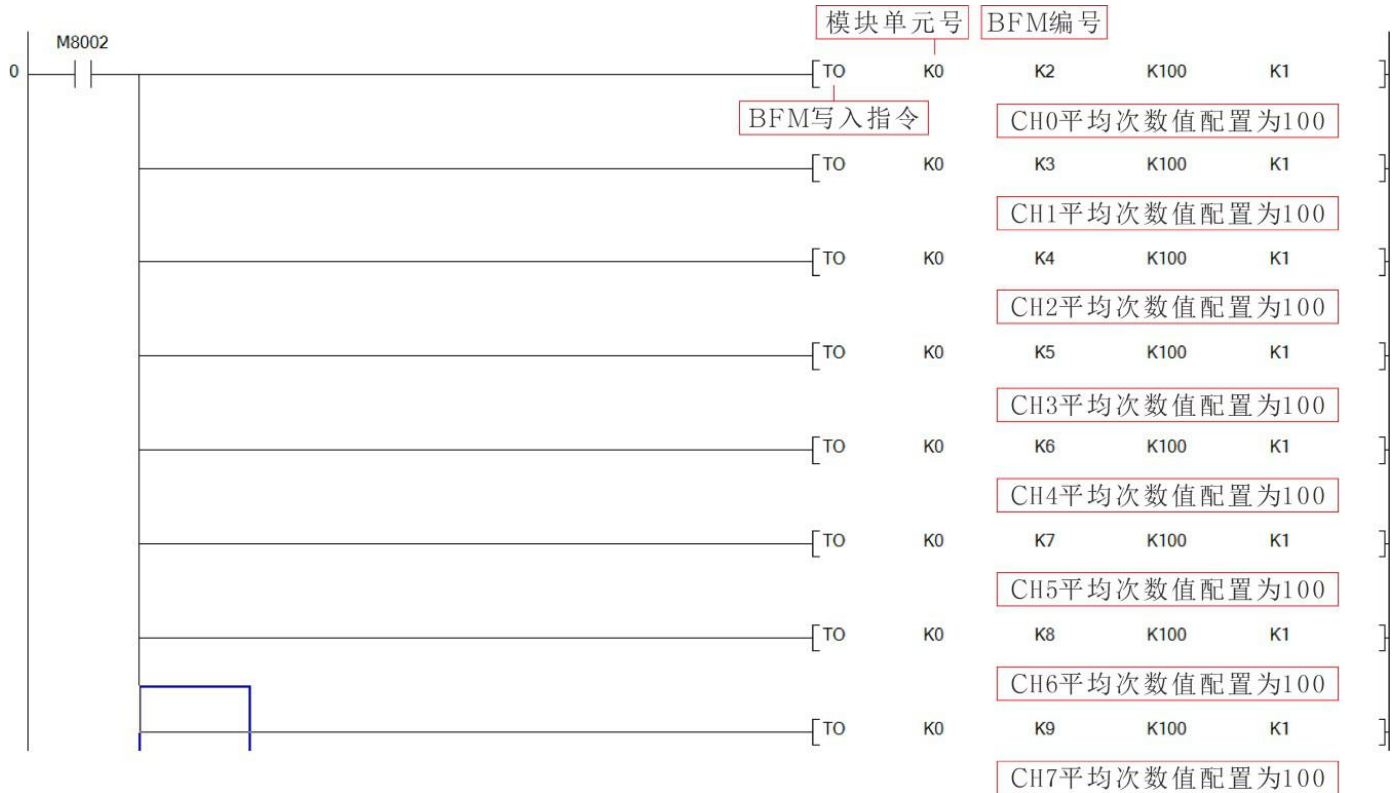 模块单元号 BFM编号
M8002
0 TO K0 K2 K100 K1
BFM写入指令 CH0平均次数值配置为100
TO K0 K3 K100 K1
CH1平均次数值配置为100
TO K0 K4 K100 K1
CH2平均次数值配置为100
TO K0 K5 K100 K1
CH3平均次数值配置为100
TO K0 K6 K100 K1
CH4平均次数值配置为100
TO K0 K7 K100 K1
CH5平均次数值配置为100
TO K0 K8 K100 K1
CH6平均次数值配置为100
TO K0 K9 K100 K1
CH7平均次数值配置为100